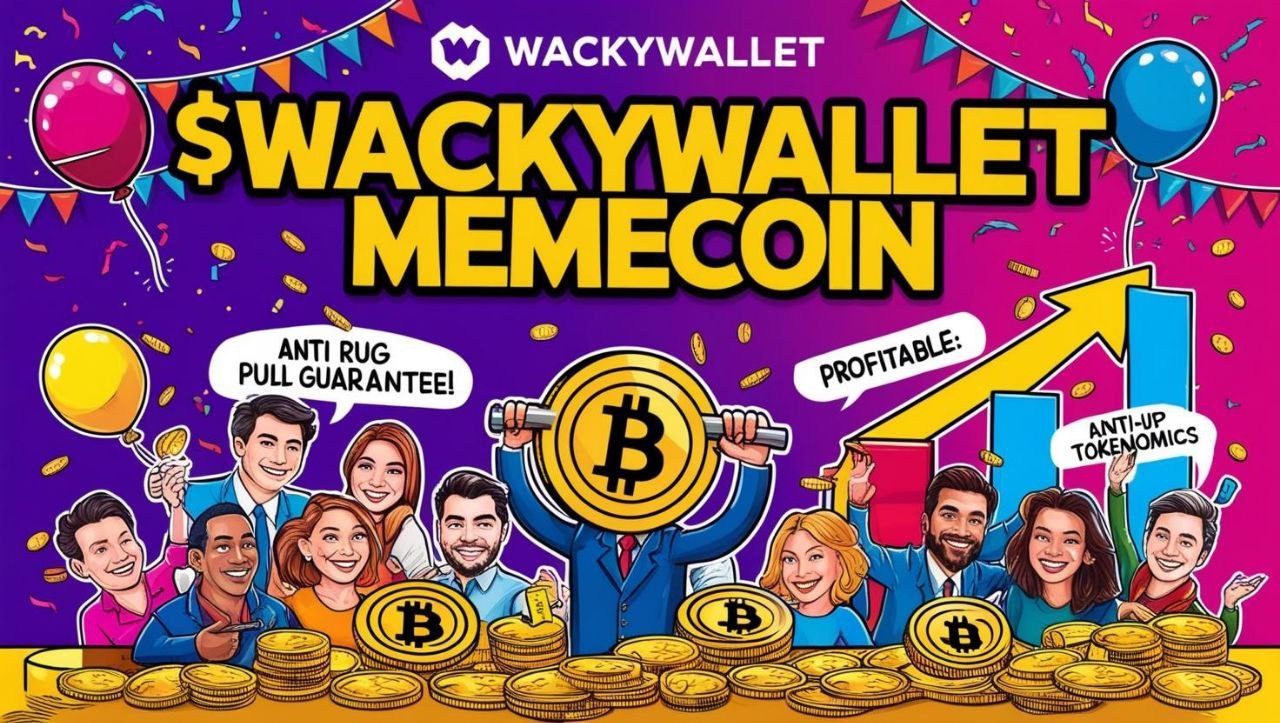 WACKYWALLET
$WACKYWALLET
MEMECOIN
ANTI RUG
PULL GUARANTEE!
PROFITABLE:
ANTI-UP
TOKENOMICS